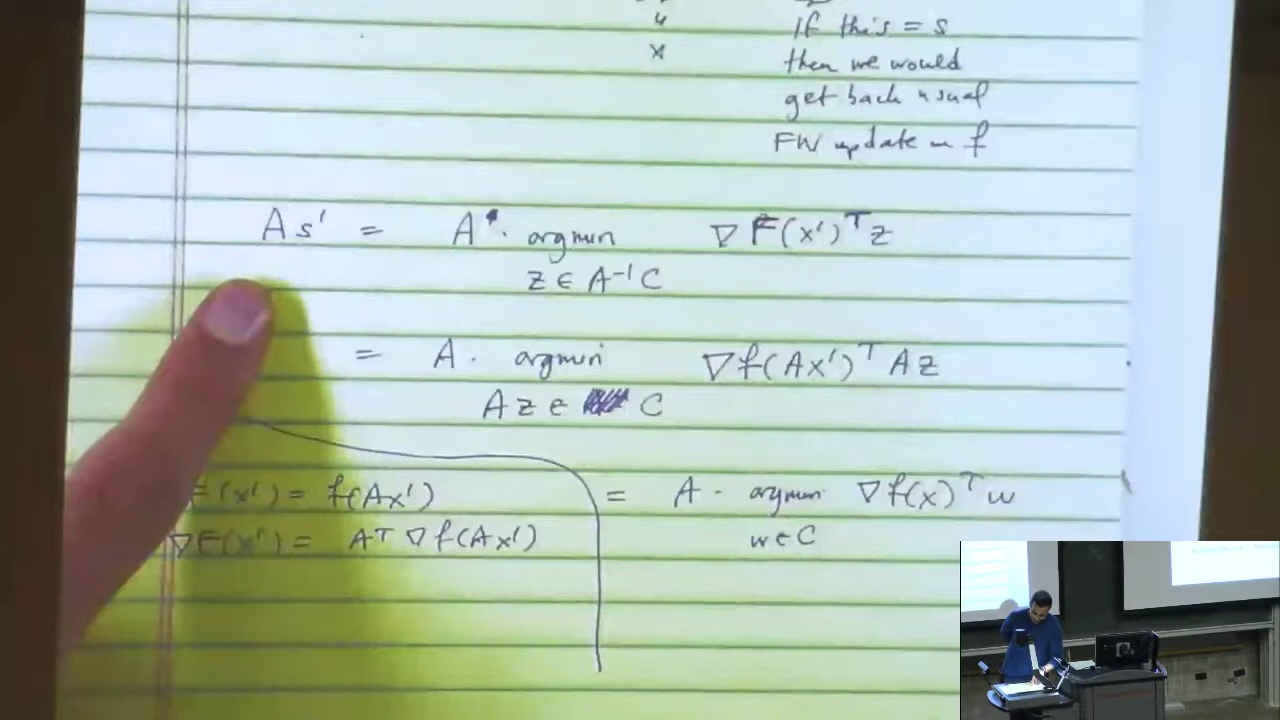 x
If this = s
then we would
get back usual
FW update on f
As' = A · argmin ∇F(x')ᵀz
z ∈ A⁻¹C
= A · argmin ∇f(Ax')ᵀAz
Az ∈ C
F(x') = f(Ax')
∇F(x') = Aᵀ∇f(Ax')
= A · argmin ∇f(x)ᵀw
w ∈ C